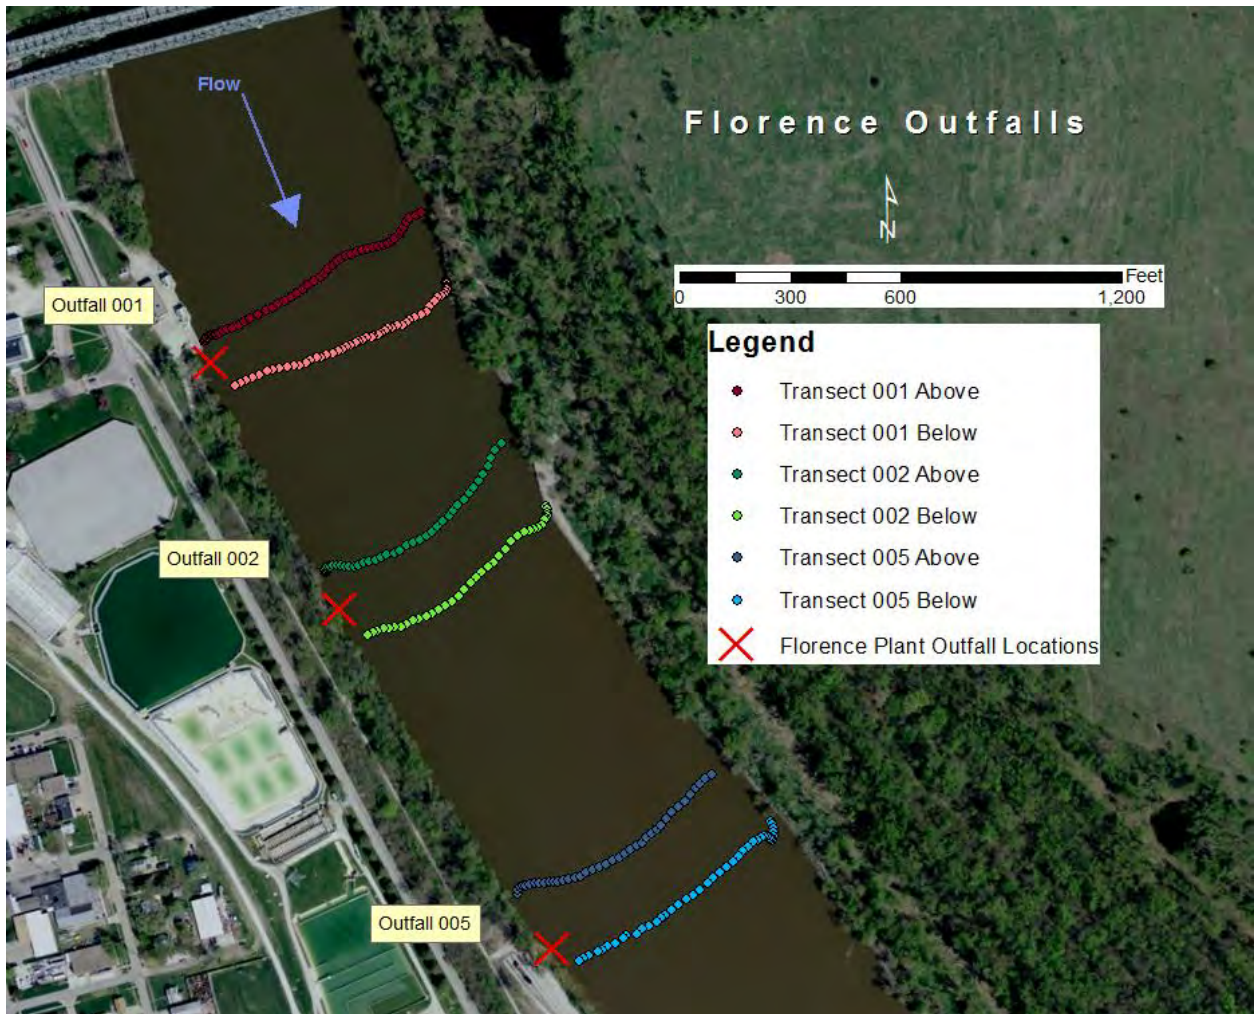 Flow
Florence Outfalls
N
Feet
0 300 600 1,200
Outfall 001
Legend
Transect 001 Above
Transect 001 Below
Transect 002 Above
Transect 002 Below
Transect 005 Above
Transect 005 Below
Florence Plant Outfall Locations
Outfall 002
Outfall 005